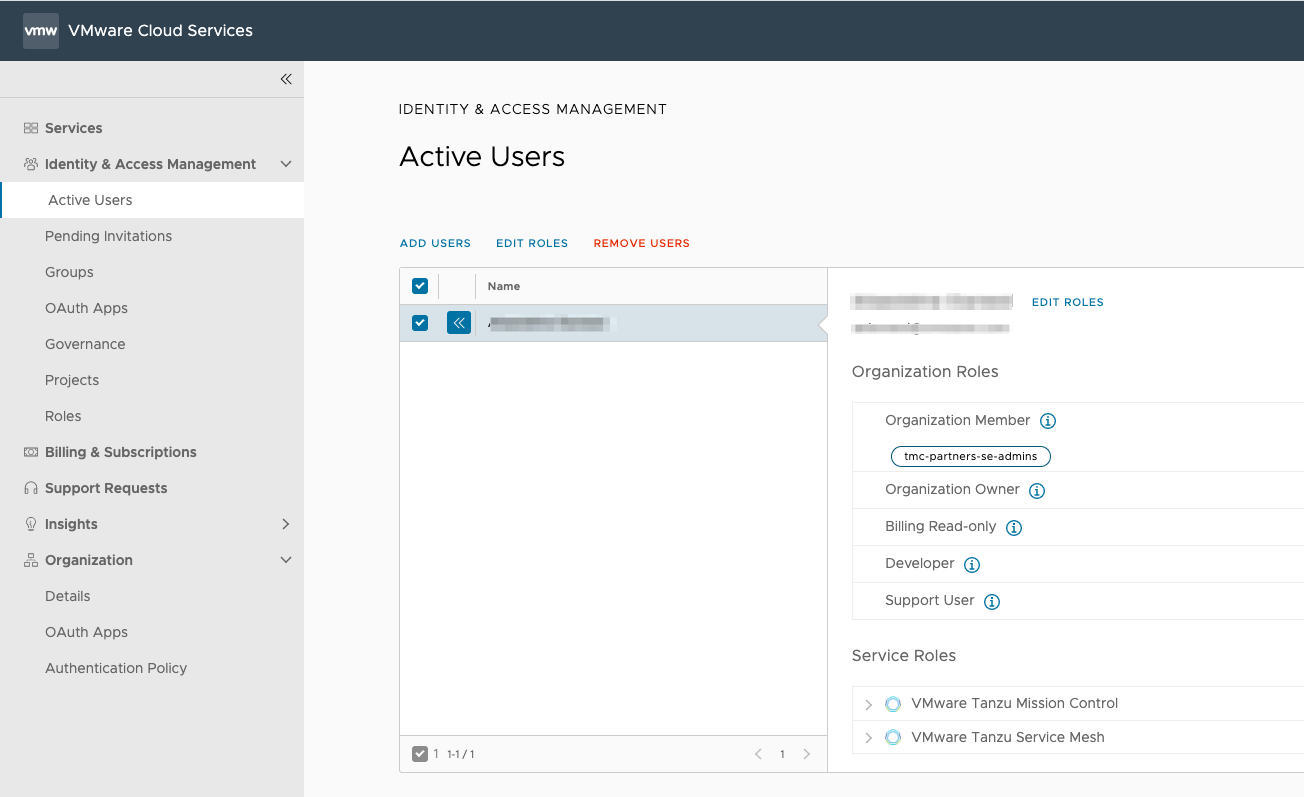 vmw VMware Cloud Services
Services
Identity & Access Management
Active Users
Pending Invitations
Groups
OAuth Apps
Governance
Projects
Roles
Billing & Subscriptions
Support Requests
Insights
Organization
Details
OAuth Apps
Authentication Policy
IDENTITY & ACCESS MANAGEMENT
Active Users
ADD USERS EDIT ROLES REMOVE USERS
Name
1 1-1 / 1
1
EDIT ROLES
Organization Roles
Organization Member
tmc-partners-se-admins
Organization Owner
Billing Read-only
Developer
Support User
Service Roles
VMware Tanzu Mission Control
VMware Tanzu Service Mesh